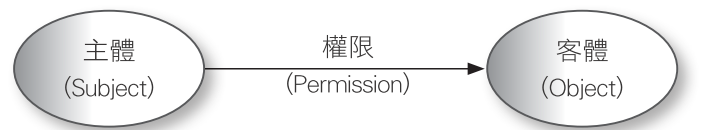 主體
(Subject)
權限
(Permission)
客體
(Object)